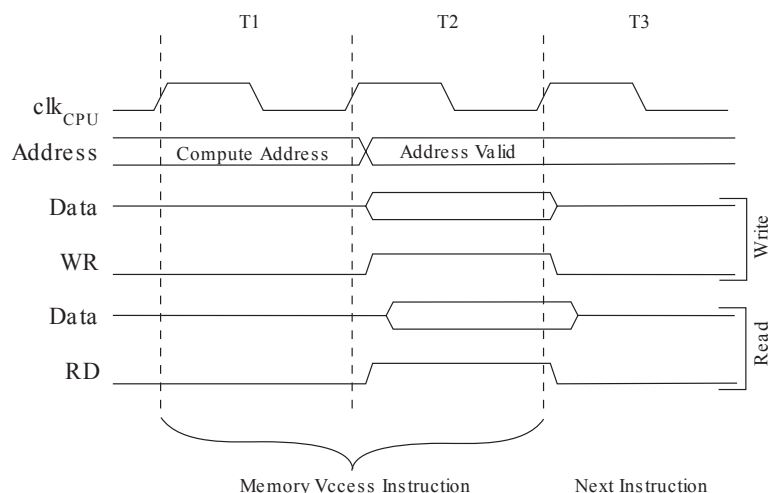 T1 T2 T3
clkCPU
Address Compute Address Address Valid
Data
WR
Write
Data
RD
Read
Memory Vccess Instruction Next Instruction